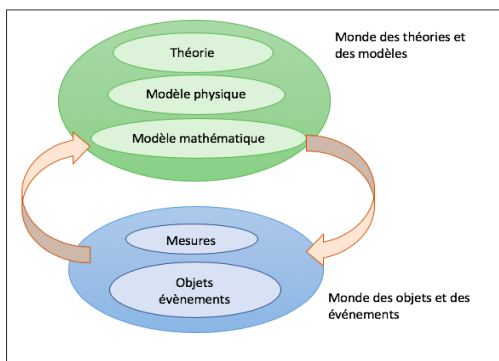 Monde des théories et
des modèles
Théorie
Modèle physique
Modèle mathématique
Mesures
Objets
évènements
Monde des objets et des
événements